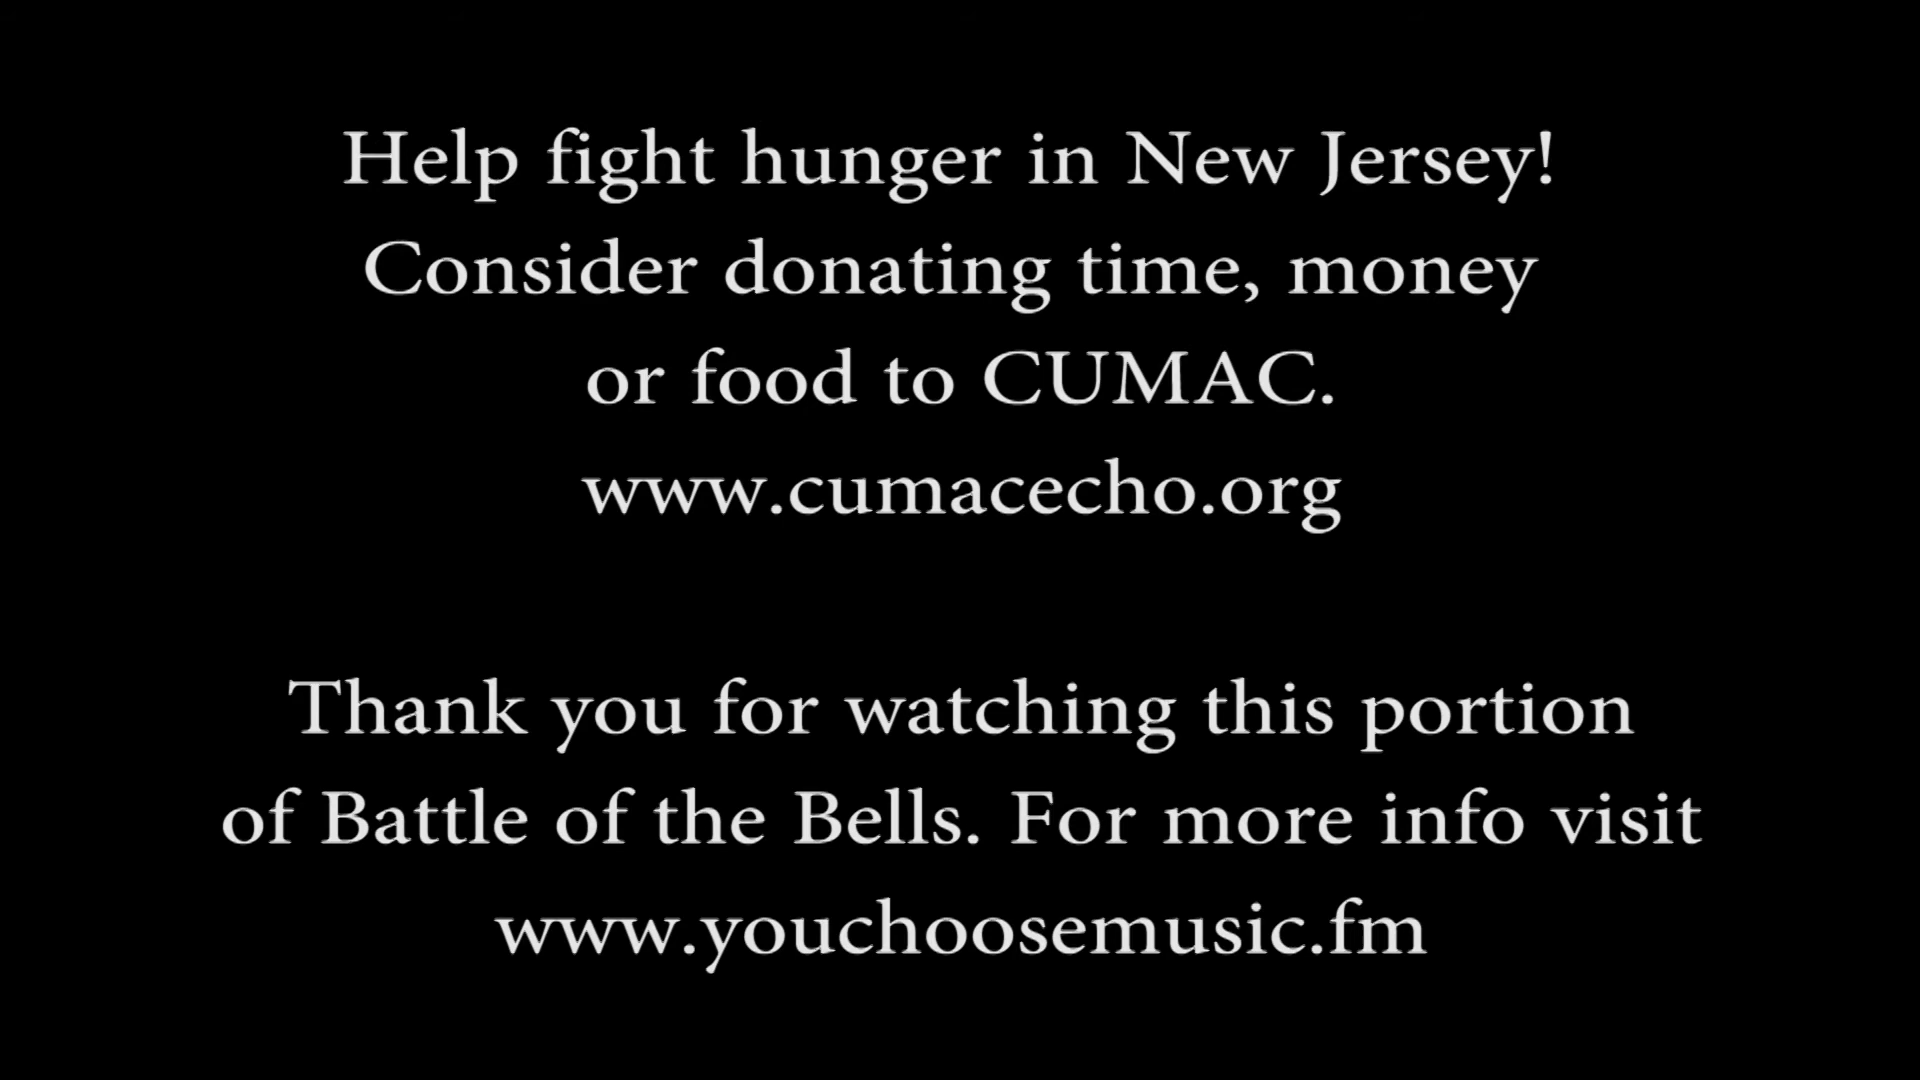 Help fight hunger in New Jersey!
Consider donating time, money
or food to CUMAC.
www.cumacecho.org
Thank you for watching this portion
of Battle of the Bells. For more info visit
www.youchoosemusic.fm